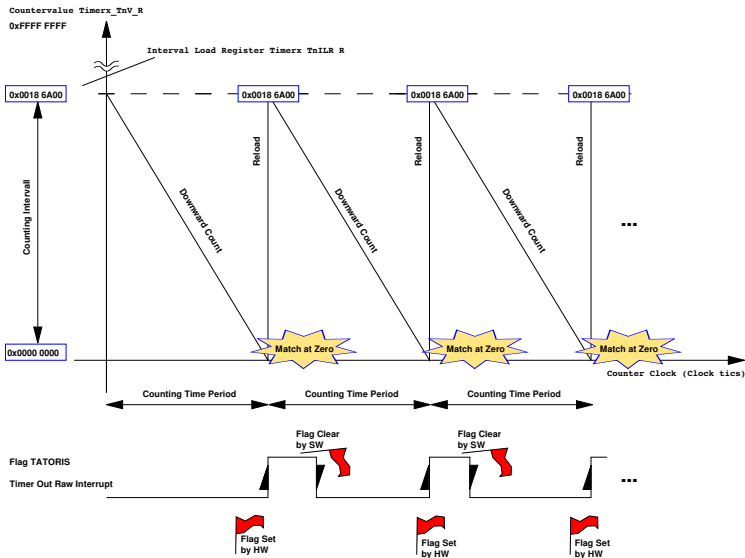 Countervalue Timerx_TnV_R
0xFFFF FFFF
Interval Load Register Timerx TnILR R
0x0018 6A00
0x0018 6A00
0x0018 6A00
0x0018 6A00
Counting Intervall
Downward Count
Reload
Downward Count
Reload
Downward Count
Reload
...
0x0000 0000
Match at Zero
Match at Zero
Match at Zero
Counter Clock (Clock tics)
Counting Time Period
Counting Time Period
Counting Time Period
Flag Clear
by SW
Flag Clear
by SW
Flag TATORIS
Timer Out Raw Interrupt
...
Flag Set
by HW
Flag Set
by HW
Flag Set
by HW